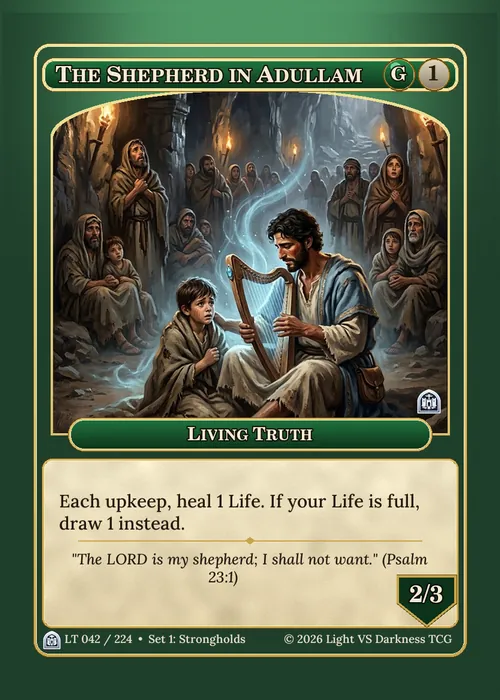 The Shepherd in Adullam G 1
Living Truth
Each upkeep, heal 1 Life. If your Life is full,
draw 1 instead.
"The LORD is my shepherd; I shall not want." (Psalm
23:1)
2/3
LT 042 / 224 • Set 1: Strongholds © 2026 Light VS Darkness TCG